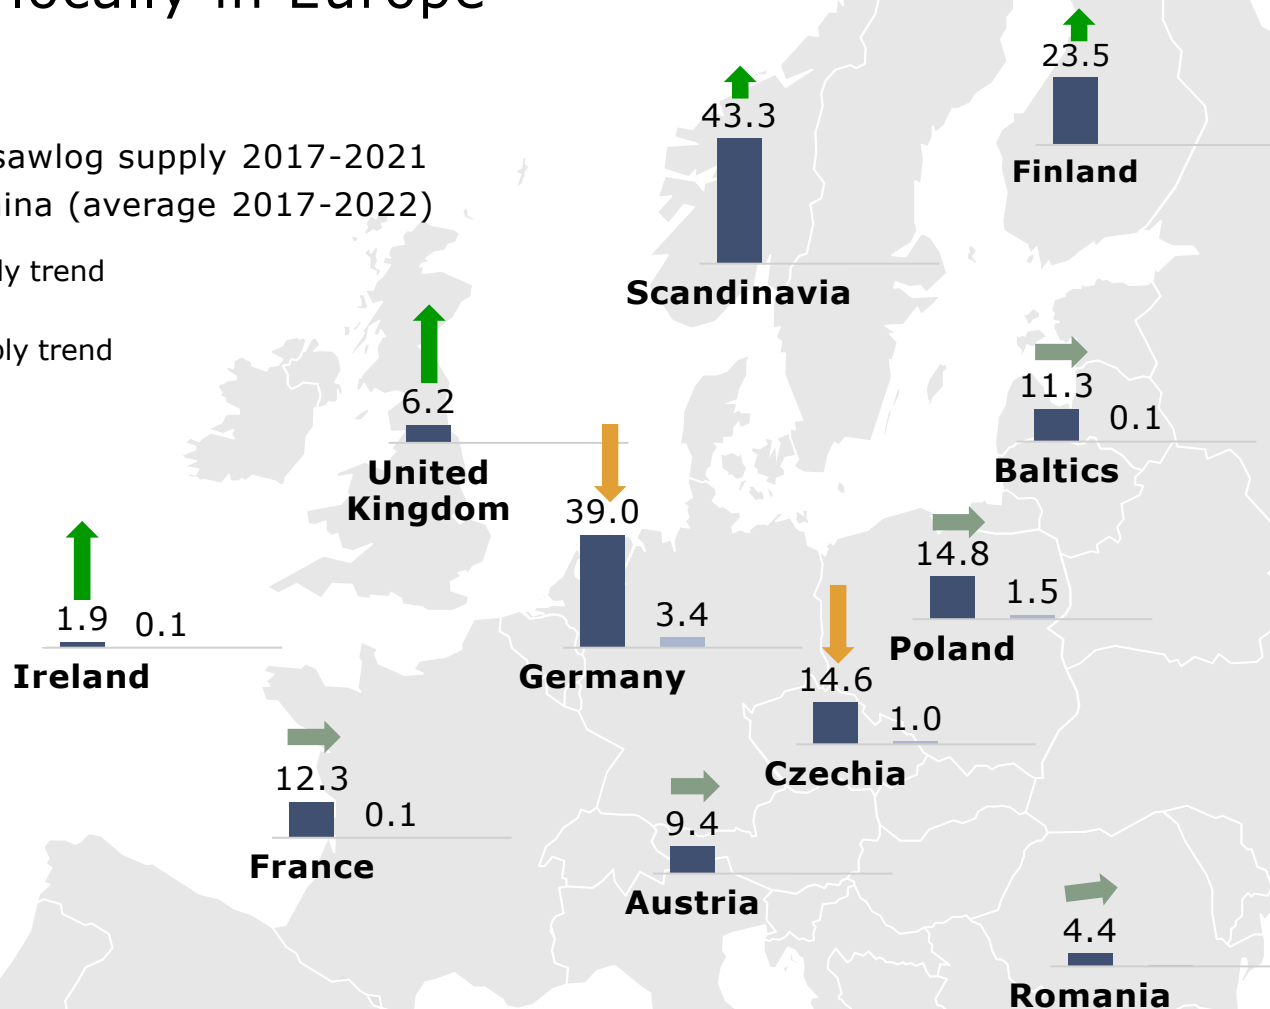 locally in Europe
sawlog supply 2017-2021
ina (average 2017-2022)
ly trend
ly trend
23.5
Finland
43.3
Scandinavia
6.2
United
Kingdom
11.3
0.1
Baltics
39.0
3.4
Germany
14.8
1.5
Poland
1.9
0.1
Ireland
14.6
1.0
Czechia
12.3
0.1
France
9.4
Austria
4.4
Romania